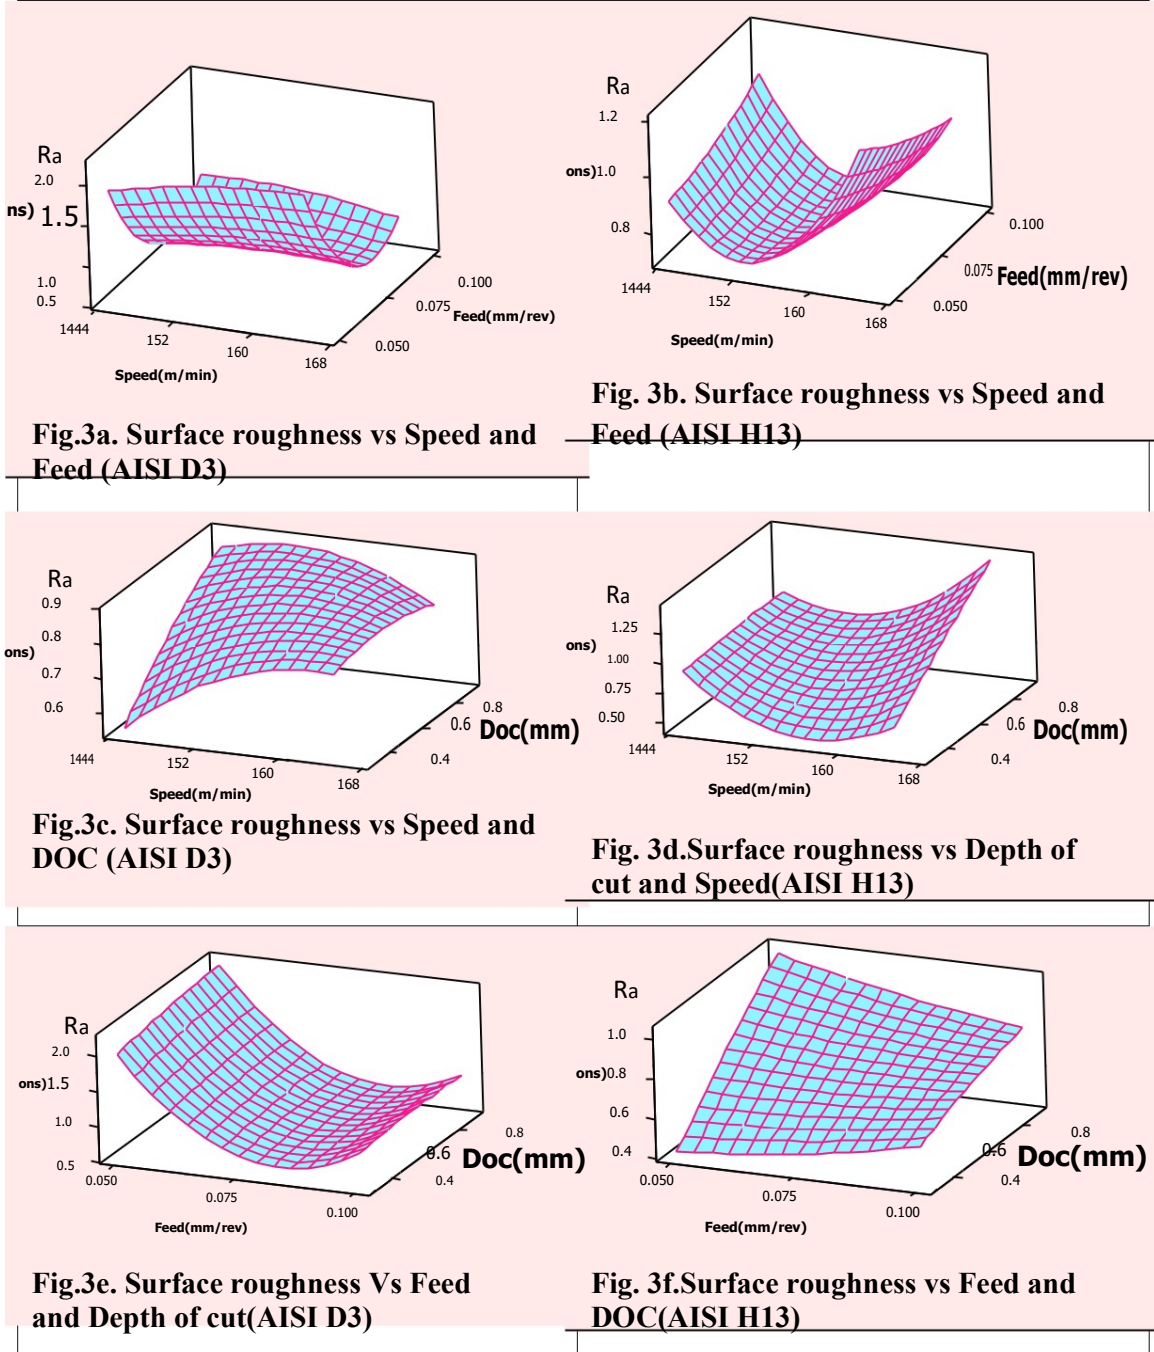 Ra
2.0
ns) 1.5
1.0
0.5
1444
152
160
168
Speed(m/min)
0.050
0.075
0.100
Feed(mm/rev)
Fig.3a. Surface roughness vs Speed and
Feed (AISI D3)
Ra
1.2
ons)1.0
0.8
1444
152
160
168
Speed(m/min)
0.050
0.075
0.100
Feed(mm/rev)
Fig. 3b. Surface roughness vs Speed and
Feed (AISI H13)
Ra
0.9
0.8
ons)
0.7
0.6
1444
152
160
168
Speed(m/min)
0.4
0.6
0.8
Doc(mm)
Fig.3c. Surface roughness vs Speed and
DOC (AISI D3)
Ra
1.25
ons)
1.00
0.75
0.50
1444
152
160
168
Speed(m/min)
0.4
0.6
0.8
Doc(mm)
Fig. 3d.Surface roughness vs Depth of
cut and Speed(AISI H13)
Ra
2.0
ons)1.5
1.0
0.5
0.050
0.075
0.100
Feed(mm/rev)
0.4
0.6
0.8
Doc(mm)
Fig.3e. Surface roughness Vs Feed
and Depth of cut(AISI D3)
Ra
1.0
ons)0.8
0.6
0.4
0.050
0.075
0.100
Feed(mm/rev)
0.4
0.6
0.8
Doc(mm)
Fig. 3f.Surface roughness vs Feed and
DOC(AISI H13)